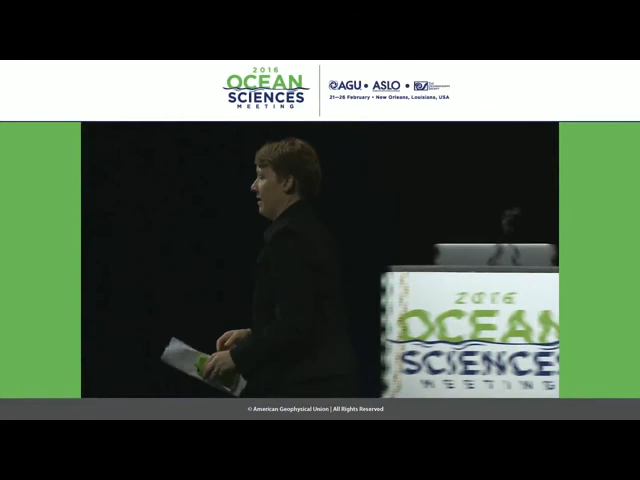 2016
OCEAN
SCIENCES
MEETING
AGU • ASLO •
21–26 February • New Orleans, Louisiana, USA
2016
OCEAN
SCIENCES
MEETING
© American Geophysical Union | All Rights Reserved